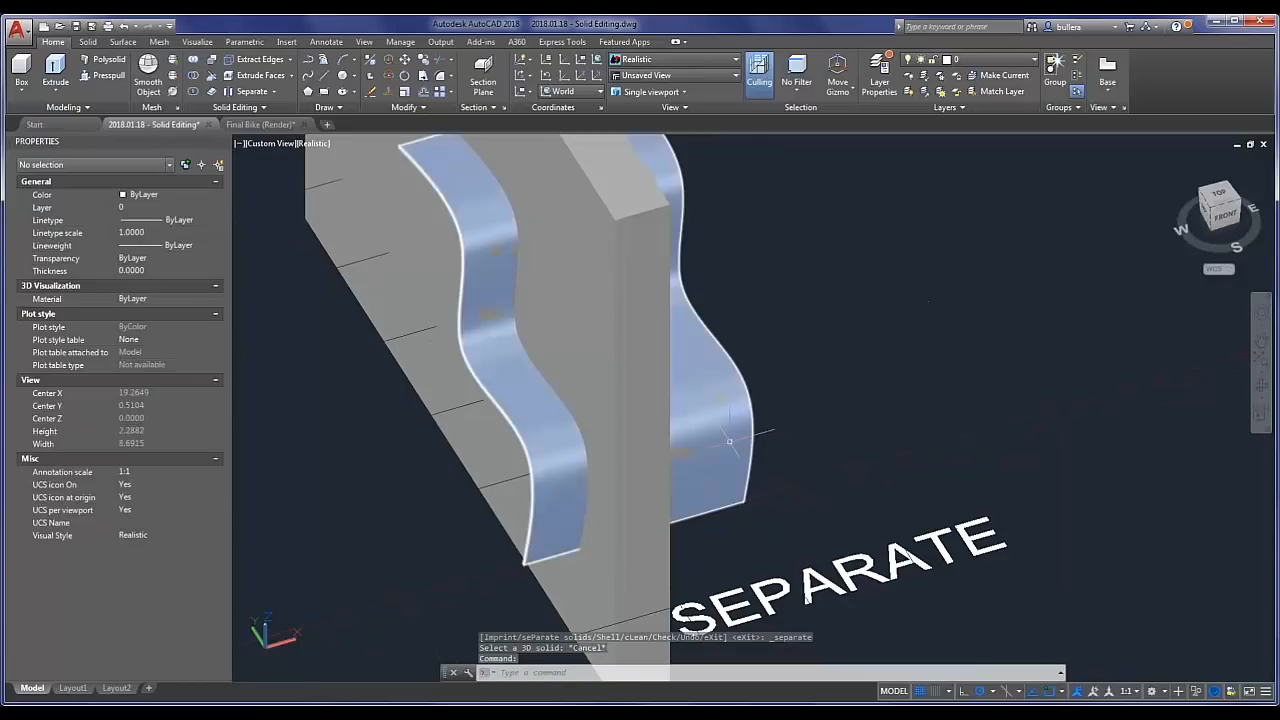 Autodesk AutoCAD 2018 2018.01.18 - Solid Editing.dwg
Type a keyword or phrase
bullera
Home Solid Surface Mesh Visualize Parametric Insert Annotate View Manage Output Add-ins A360 Express Tools Featured Apps
Box
Extrude
Polysolid
Presspull
Smooth
Object
Extract Edges
Extrude Faces
Separate
Section
Plane
World
Realistic
Unsaved View
Single viewport
Culling
No Filter
Move
Gizmo
Layer
Properties
0
Make Current
Match Layer
Group
Base
Modeling
Mesh
Solid Editing
Draw
Modify
Section
Coordinates
View
Selection
Layers
Groups
View
Start
2018.01.18 - Solid Editing*
Final Bike (Render)*
PROPERTIES
[−][Custom View][Realistic]
No selection
General
Color ByLayer
Layer 0
Linetype ByLayer
Linetype scale 1.0000
Lineweight ByLayer
Transparency ByLayer
Thickness 0.0000
3D Visualization
Material ByLayer
Plot style
Plot style ByColor
Plot style table None
Plot table attached to Model
Plot table type Not available
View
Center X 19.2649
Center Y 0.5104
Center Z 0.0000
Height 2.2882
Width 8.6915
Misc
Annotation scale 1:1
UCS icon On Yes
UCS icon at origin Yes
UCS per viewport Yes
UCS Name
Visual Style Realistic
TOP
FRONT
W
E
S
WCS
SEPARATE
Y Z X
[Imprint/seParate solids/Shell/cLean/Check/Undo/eXit] <eXit>: _separate
Select a 3D solid: *Cancel*
Command:
Type a command
Model Layout1 Layout2
MODEL
1:1